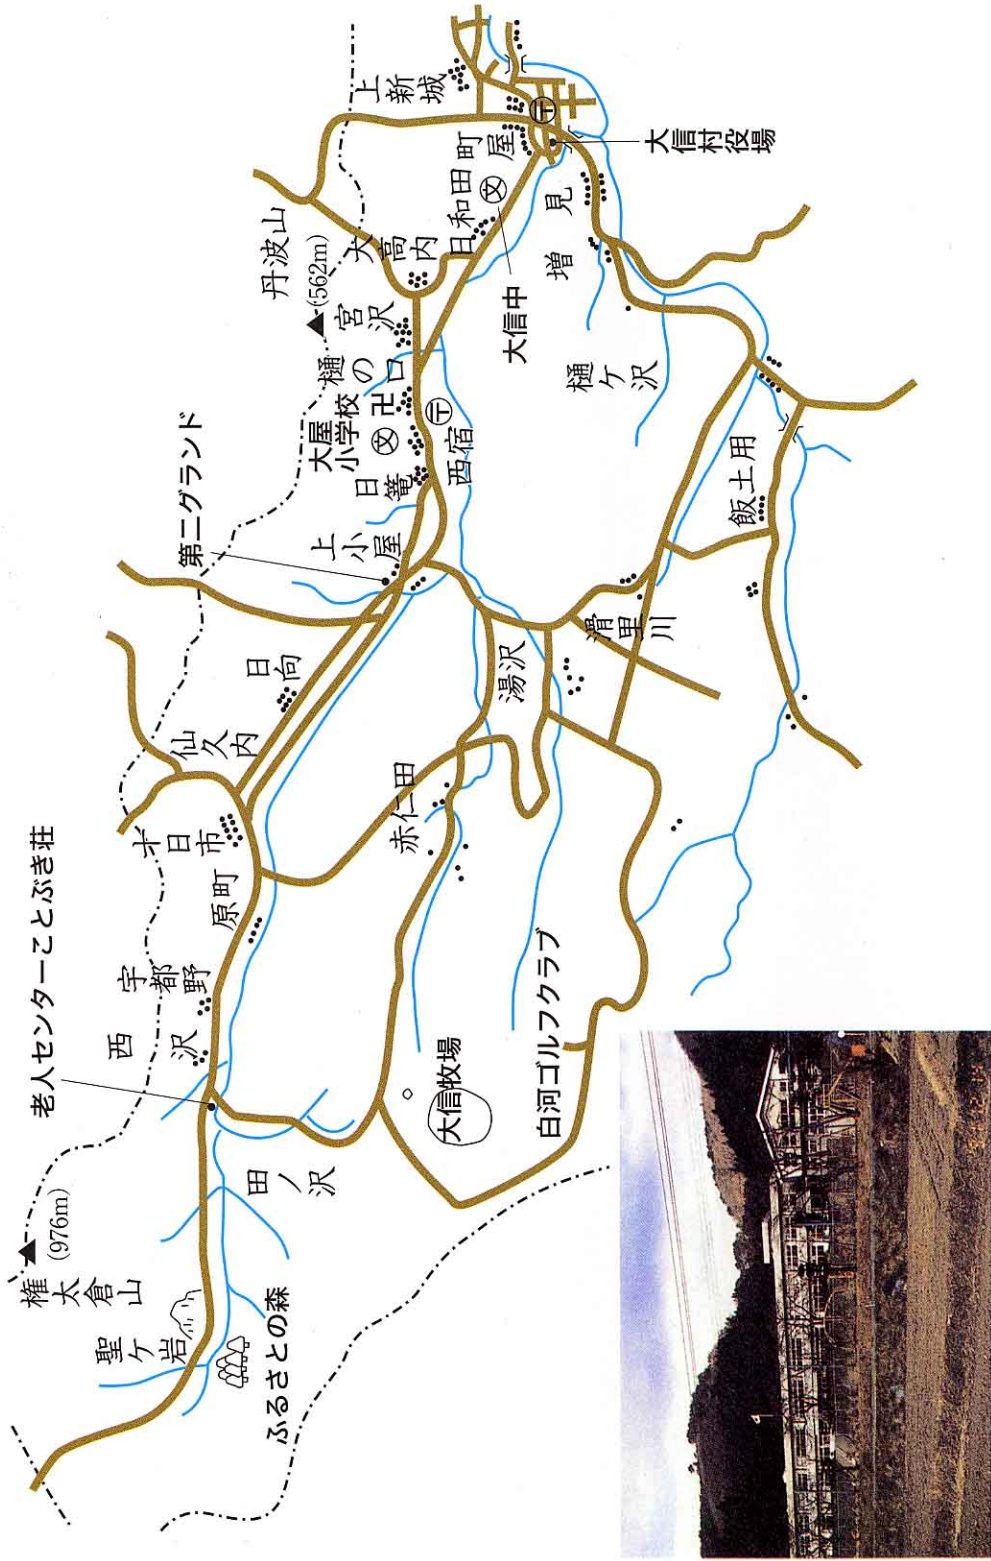 権太倉山
(976m)
聖ケ岩
ふるさとの森
老人センターことぶき荘
田ノ沢
西沢
宇都野
原町
十日市
仙久内
日向
大信牧場
白河ゴルフクラブ
赤仁田
湯沢
滑里川
第二グランド
上小屋
日篭
大屋
小学校
文
卍
樋の口
〒
西宿
宮沢
丹波山
(562m)
大高内
日和田
文
大信中
町屋
上新城
〒
大信村役場
増見
樋ケ沢
飯土用